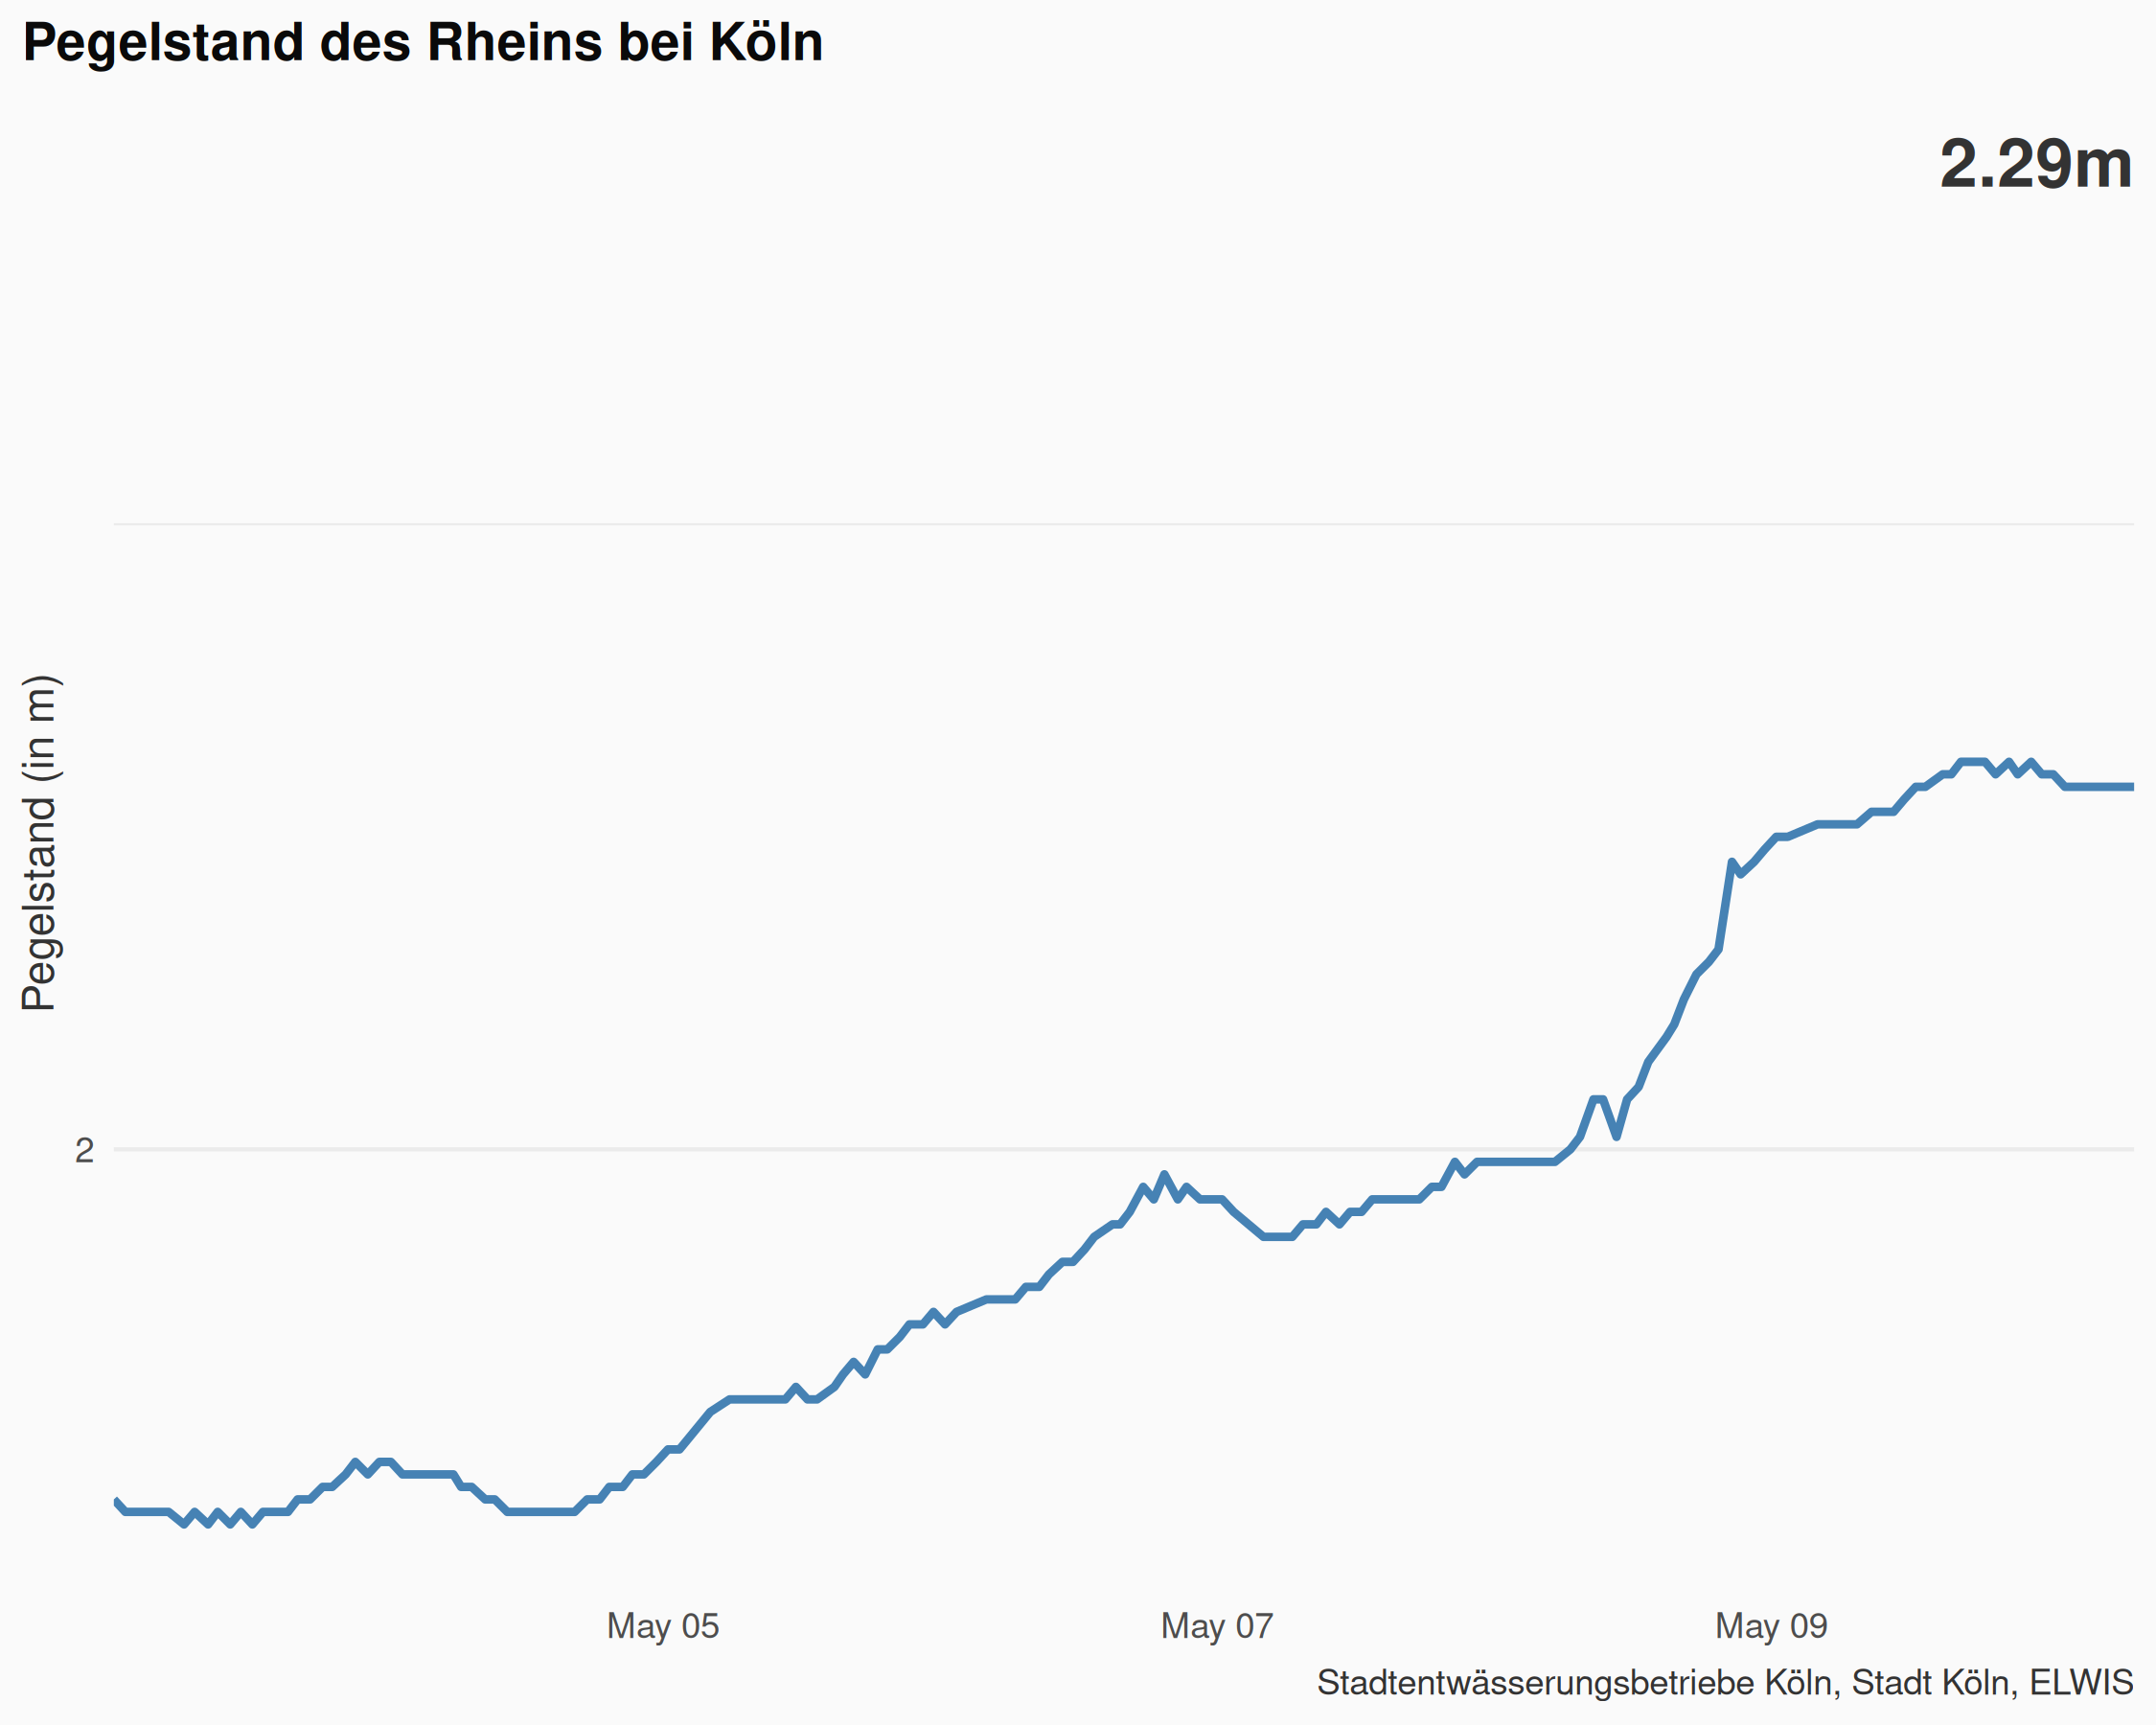 Pegelstand des Rheins bei Köln
2.29m
Pegelstand (in m)
2
May 05
May 07
May 09
Stadtentwässerungsbetriebe Köln, Stadt Köln, ELWIS